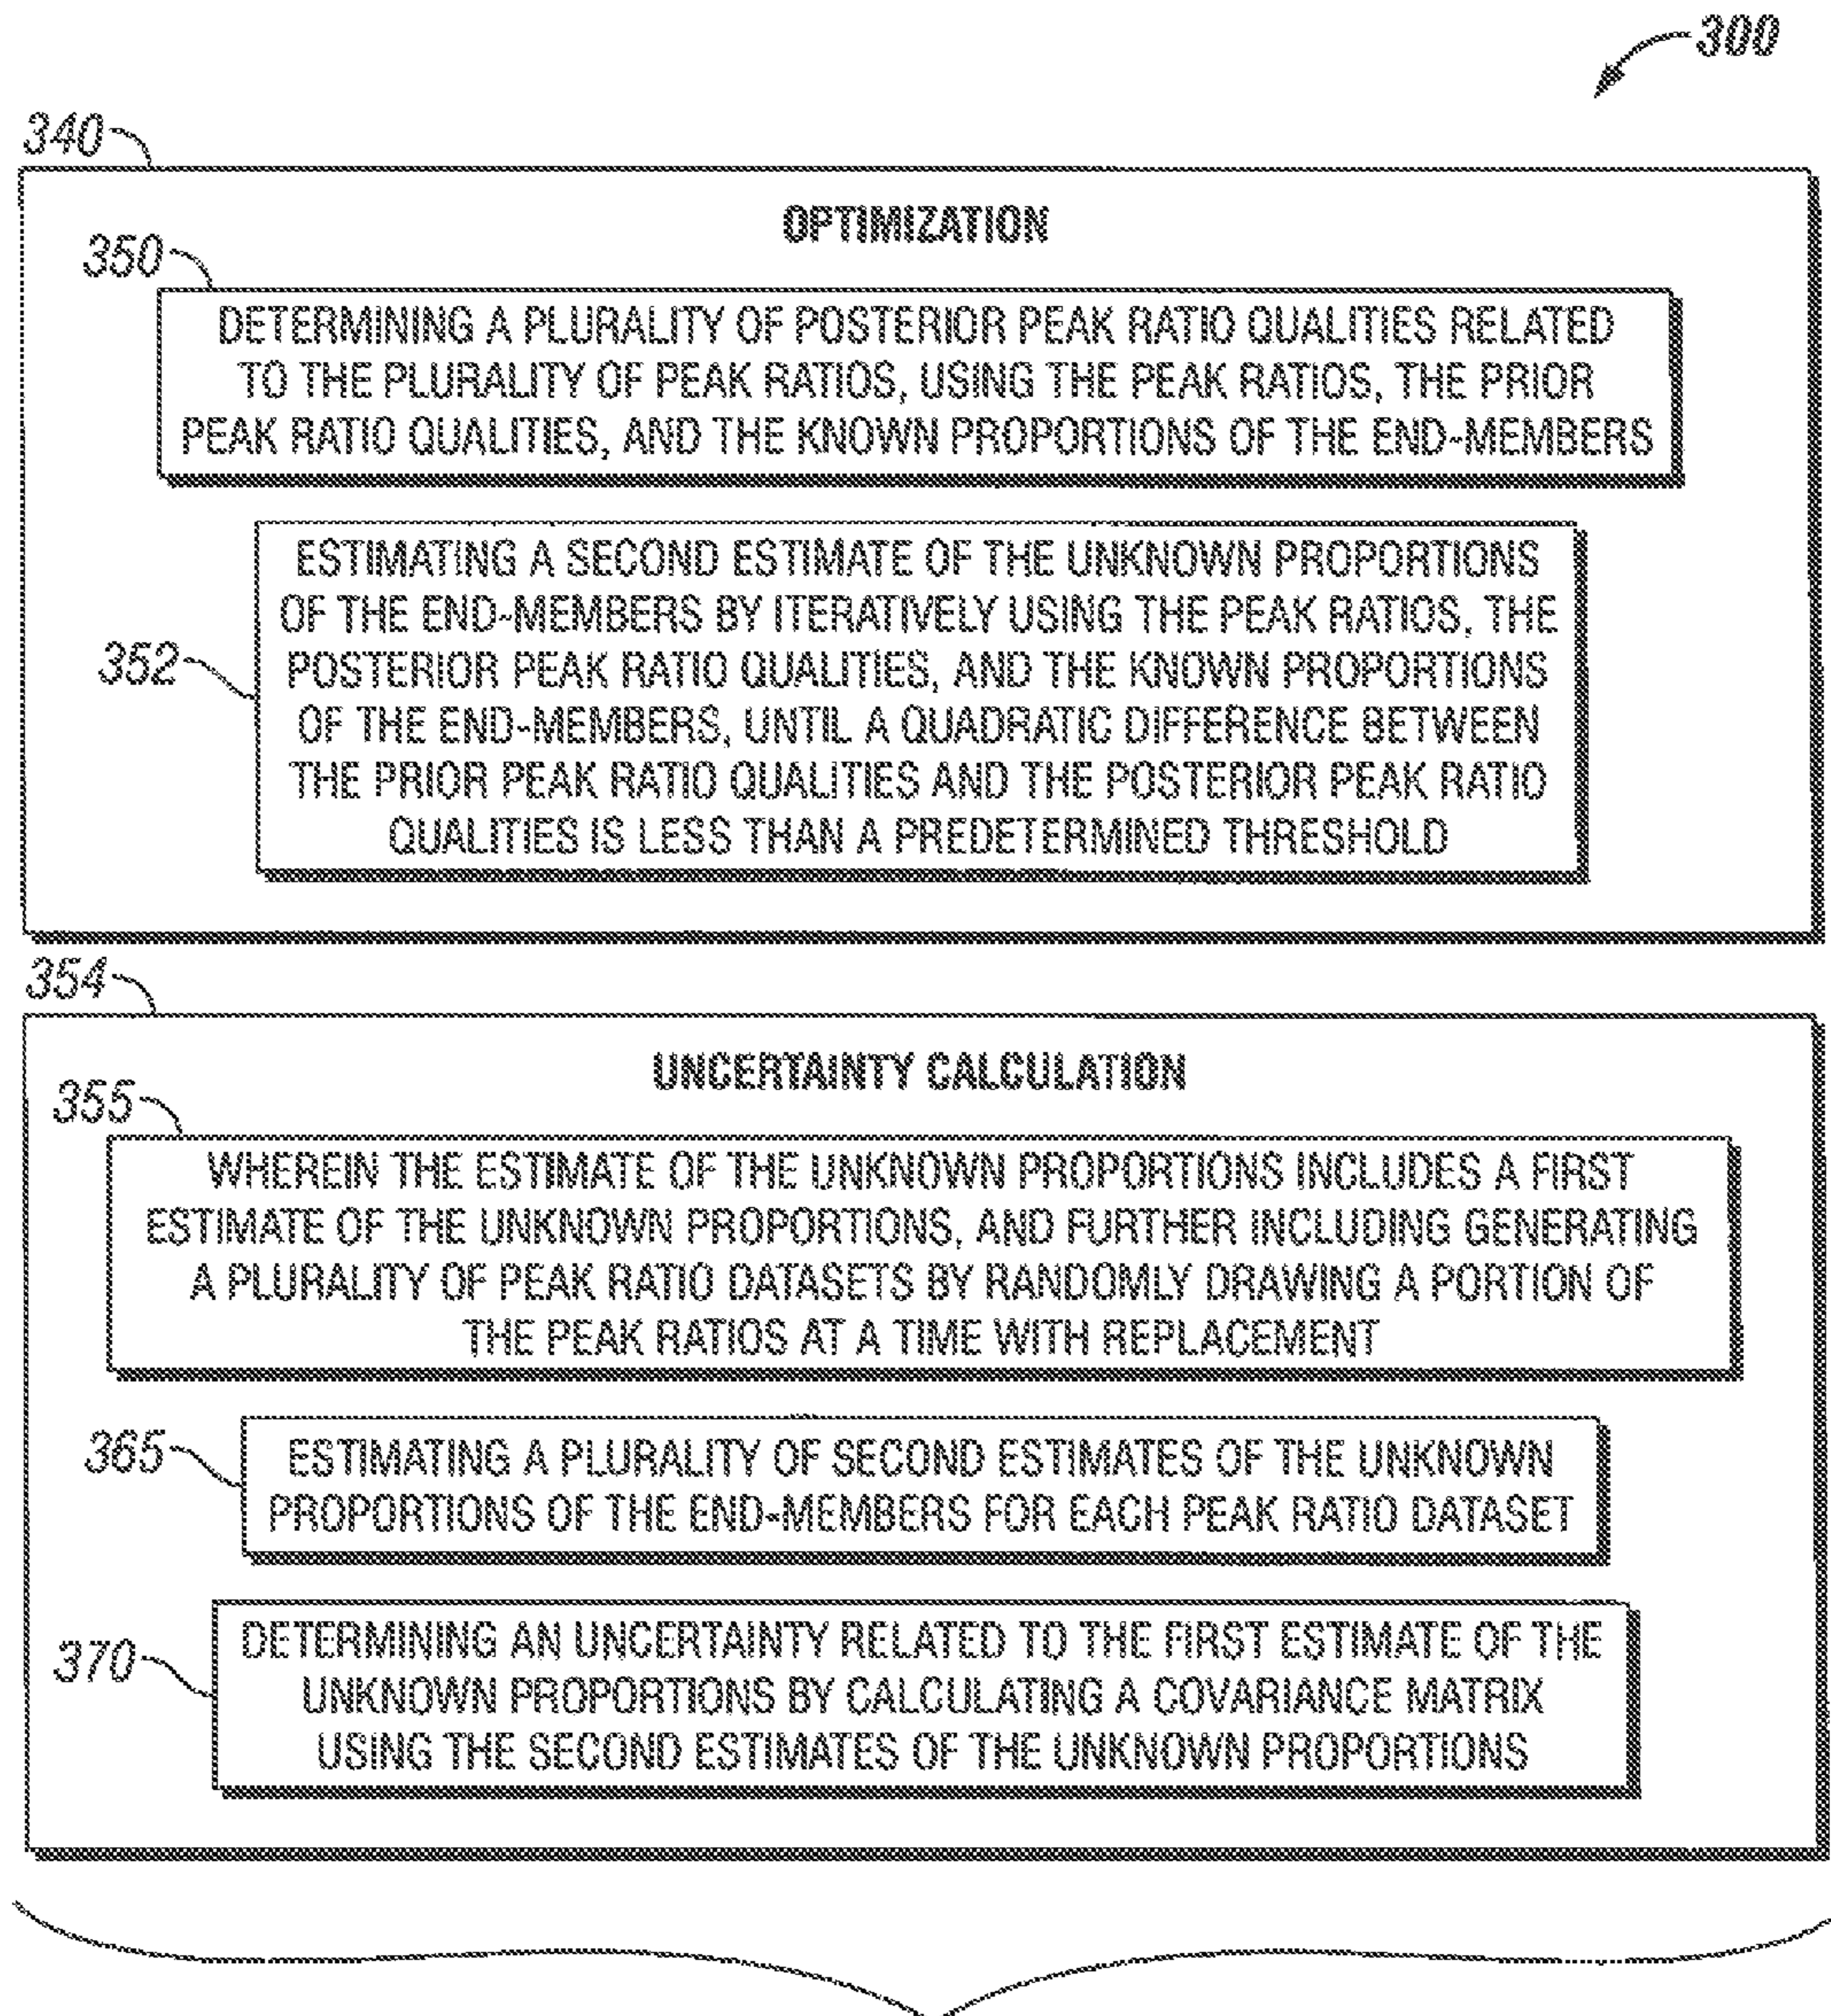 300
340
OPTIMIZATION
350
DETERMINING A PLURALITY OF POSTERIOR PEAK RATIO QUALITIES RELATED
TO THE PLURALITY OF PEAK RATIOS, USING THE PEAK RATIOS, THE PRIOR
PEAK RATIO QUALITIES, AND THE KNOWN PROPORTIONS OF THE END-MEMBERS
352
ESTIMATING A SECOND ESTIMATE OF THE UNKNOWN PROPORTIONS
OF THE END-MEMBERS BY ITERATIVELY USING THE PEAK RATIOS, THE
POSTERIOR PEAK RATIO QUALITIES, AND THE KNOWN PROPORTIONS
OF THE END-MEMBERS, UNTIL A QUADRATIC DIFFERENCE BETWEEN
THE PRIOR PEAK RATIO QUALITIES AND THE POSTERIOR PEAK RATIO
QUALITIES IS LESS THAN A PREDETERMINED THRESHOLD
354
UNCERTAINTY CALCULATION
355
WHEREIN THE ESTIMATE OF THE UNKNOWN PROPORTIONS INCLUDES A FIRST
ESTIMATE OF THE UNKNOWN PROPORTIONS, AND FURTHER INCLUDING GENERATING
A PLURALITY OF PEAK RATIO DATASETS BY RANDOMLY DRAWING A PORTION OF
THE PEAK RATIOS AT A TIME WITH REPLACEMENT
365
ESTIMATING A PLURALITY OF SECOND ESTIMATES OF THE UNKNOWN
PROPORTIONS OF THE END-MEMBERS FOR EACH PEAK RATIO DATASET
370
DETERMINING AN UNCERTAINTY RELATED TO THE FIRST ESTIMATE OF THE
UNKNOWN PROPORTIONS BY CALCULATING A COVARIANCE MATRIX
USING THE SECOND ESTIMATES OF THE UNKNOWN PROPORTIONS